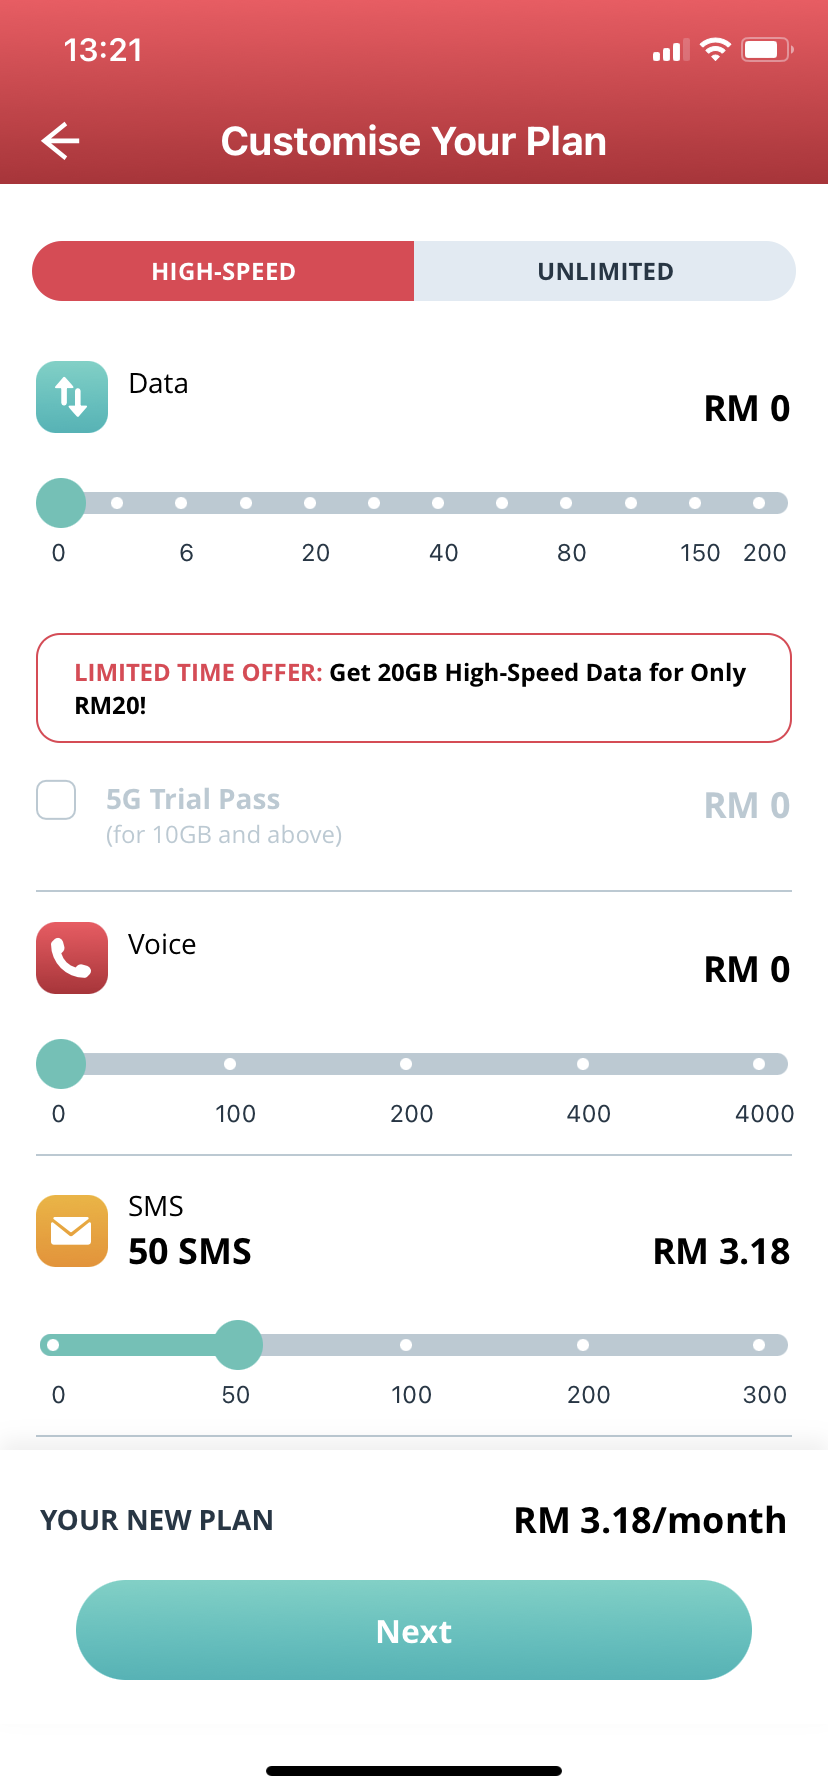 13:21
Customise Your Plan
HIGH-SPEED UNLIMITED
Data
RM 0
0 6 20 40 80 150 200
LIMITED TIME OFFER: Get 20GB High-Speed Data for Only
RM20!
5G Trial Pass
RM 0
(for 10GB and above)
Voice
RM 0
0 100 200 400 4000
SMS
50 SMS RM 3.18
0 50 100 200 300
YOUR NEW PLAN RM 3.18/month
Next